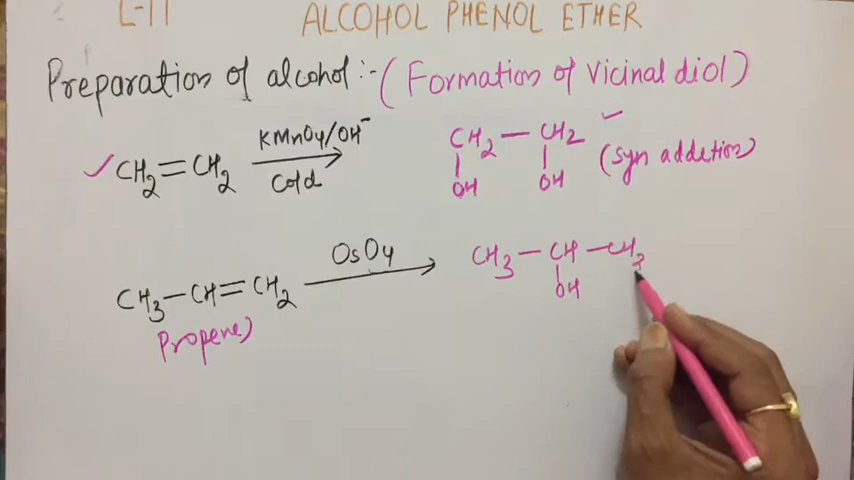 L-11 ALCOHOL PHENOL ETHER
Preparation of alcohol:- (Formation of Vicinal diol)
CH2=CH2 KMnO4/OH- Cold CH2-CH2 (Syn addetion)
OH OH
CH3-CH=CH2 OsO4 CH3-CH-CH2
OH
Propene)